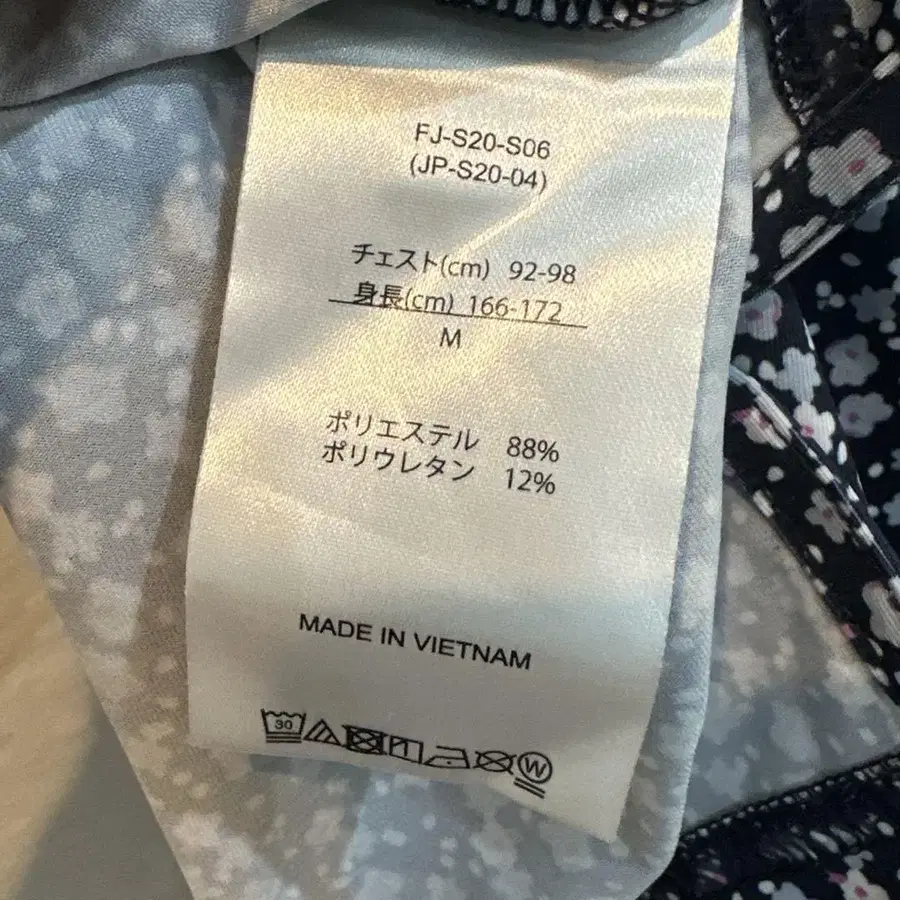 FJ-S20-S06
(JP-S20-04)
チェスト(cm) 92-98
身長(cm) 166-172
M
ポリエステル 88%
ポリウレタン 12%
MADE IN VIETNAM
30
W